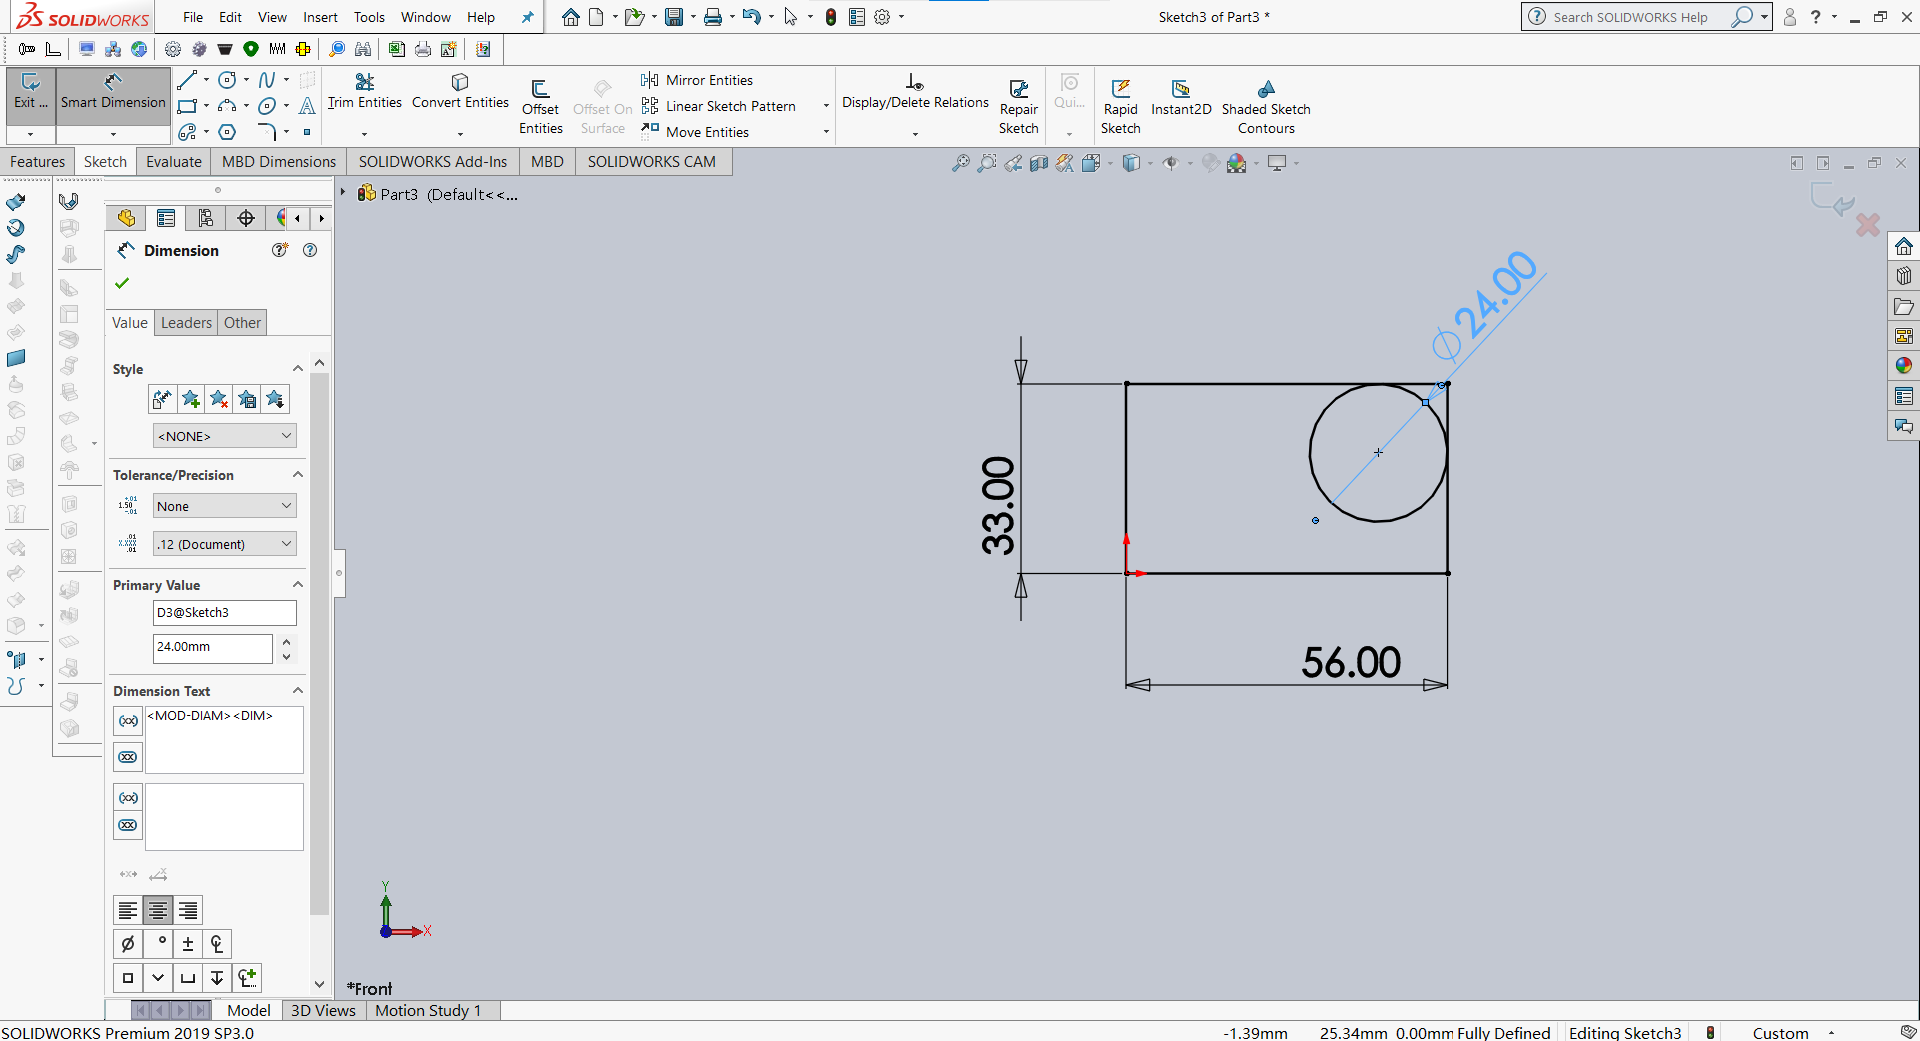 SOLIDWORKS
File Edit View Insert Tools Window Help
Sketch3 of Part3 *
Search SOLIDWORKS Help
Exit ...
Smart Dimension
Trim Entities
Convert Entities
Offset Entities
Offset On Surface
Mirror Entities
Linear Sketch Pattern
Move Entities
Display/Delete Relations
Repair Sketch
Qui...
Rapid Sketch
Instant2D
Shaded Sketch Contours
Features Sketch Evaluate MBD Dimensions SOLIDWORKS Add-Ins MBD SOLIDWORKS CAM
Part3 (Default<<...
Dimension
Value Leaders Other
Style
<NONE>
Tolerance/Precision
None
.12 (Document)
Primary Value
D3@Sketch3
24.00mm
Dimension Text
<MOD-DIAM><DIM>
∅24.00
33.00
56.00
Y
X
*Front
Model 3D Views Motion Study 1
SOLIDWORKS Premium 2019 SP3.0
-1.39mm 25.34mm 0.00mm Fully Defined Editing Sketch3 Custom